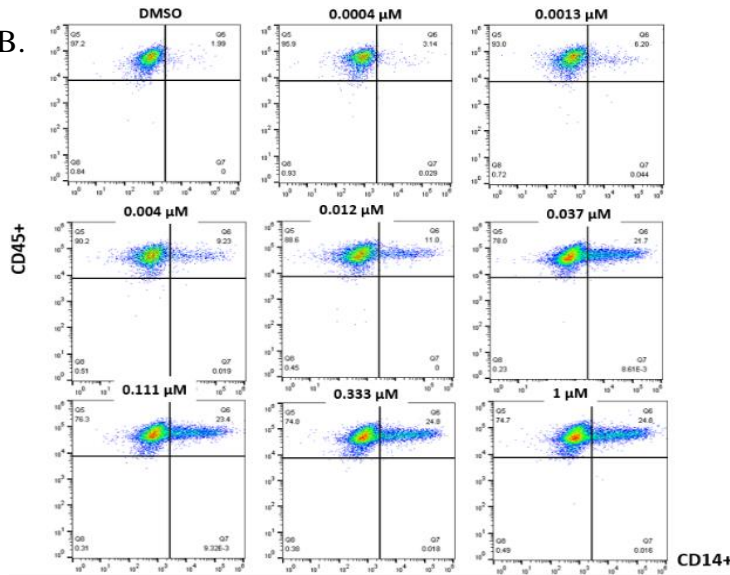 B.
DMSO 0.0004 µM 0.0013 µM
Q5 97.2 Q6 1.99 Q8 0.84 Q7 0
Q5 95.9 Q6 3.14 Q8 0.93 Q7 0.029
Q5 93.0 Q6 6.20 Q8 0.72 Q7 0.044
CD45+
0.004 µM 0.012 µM 0.037 µM
Q5 90.2 Q6 9.23 Q8 0.51 Q7 0.019
Q5 88.6 Q6 11.0 Q8 0.45 Q7 0
Q5 78.0 Q6 21.7 Q8 0.23 Q7 8.61E-3
0.111 µM 0.333 µM 1 µM
Q5 76.3 Q6 23.4 Q8 0.31 Q7 9.32E-3
Q5 74.8 Q6 24.8 Q8 0.38 Q7 0.018
Q5 74.7 Q6 24.8 Q8 0.49 Q7 0.016
CD14+